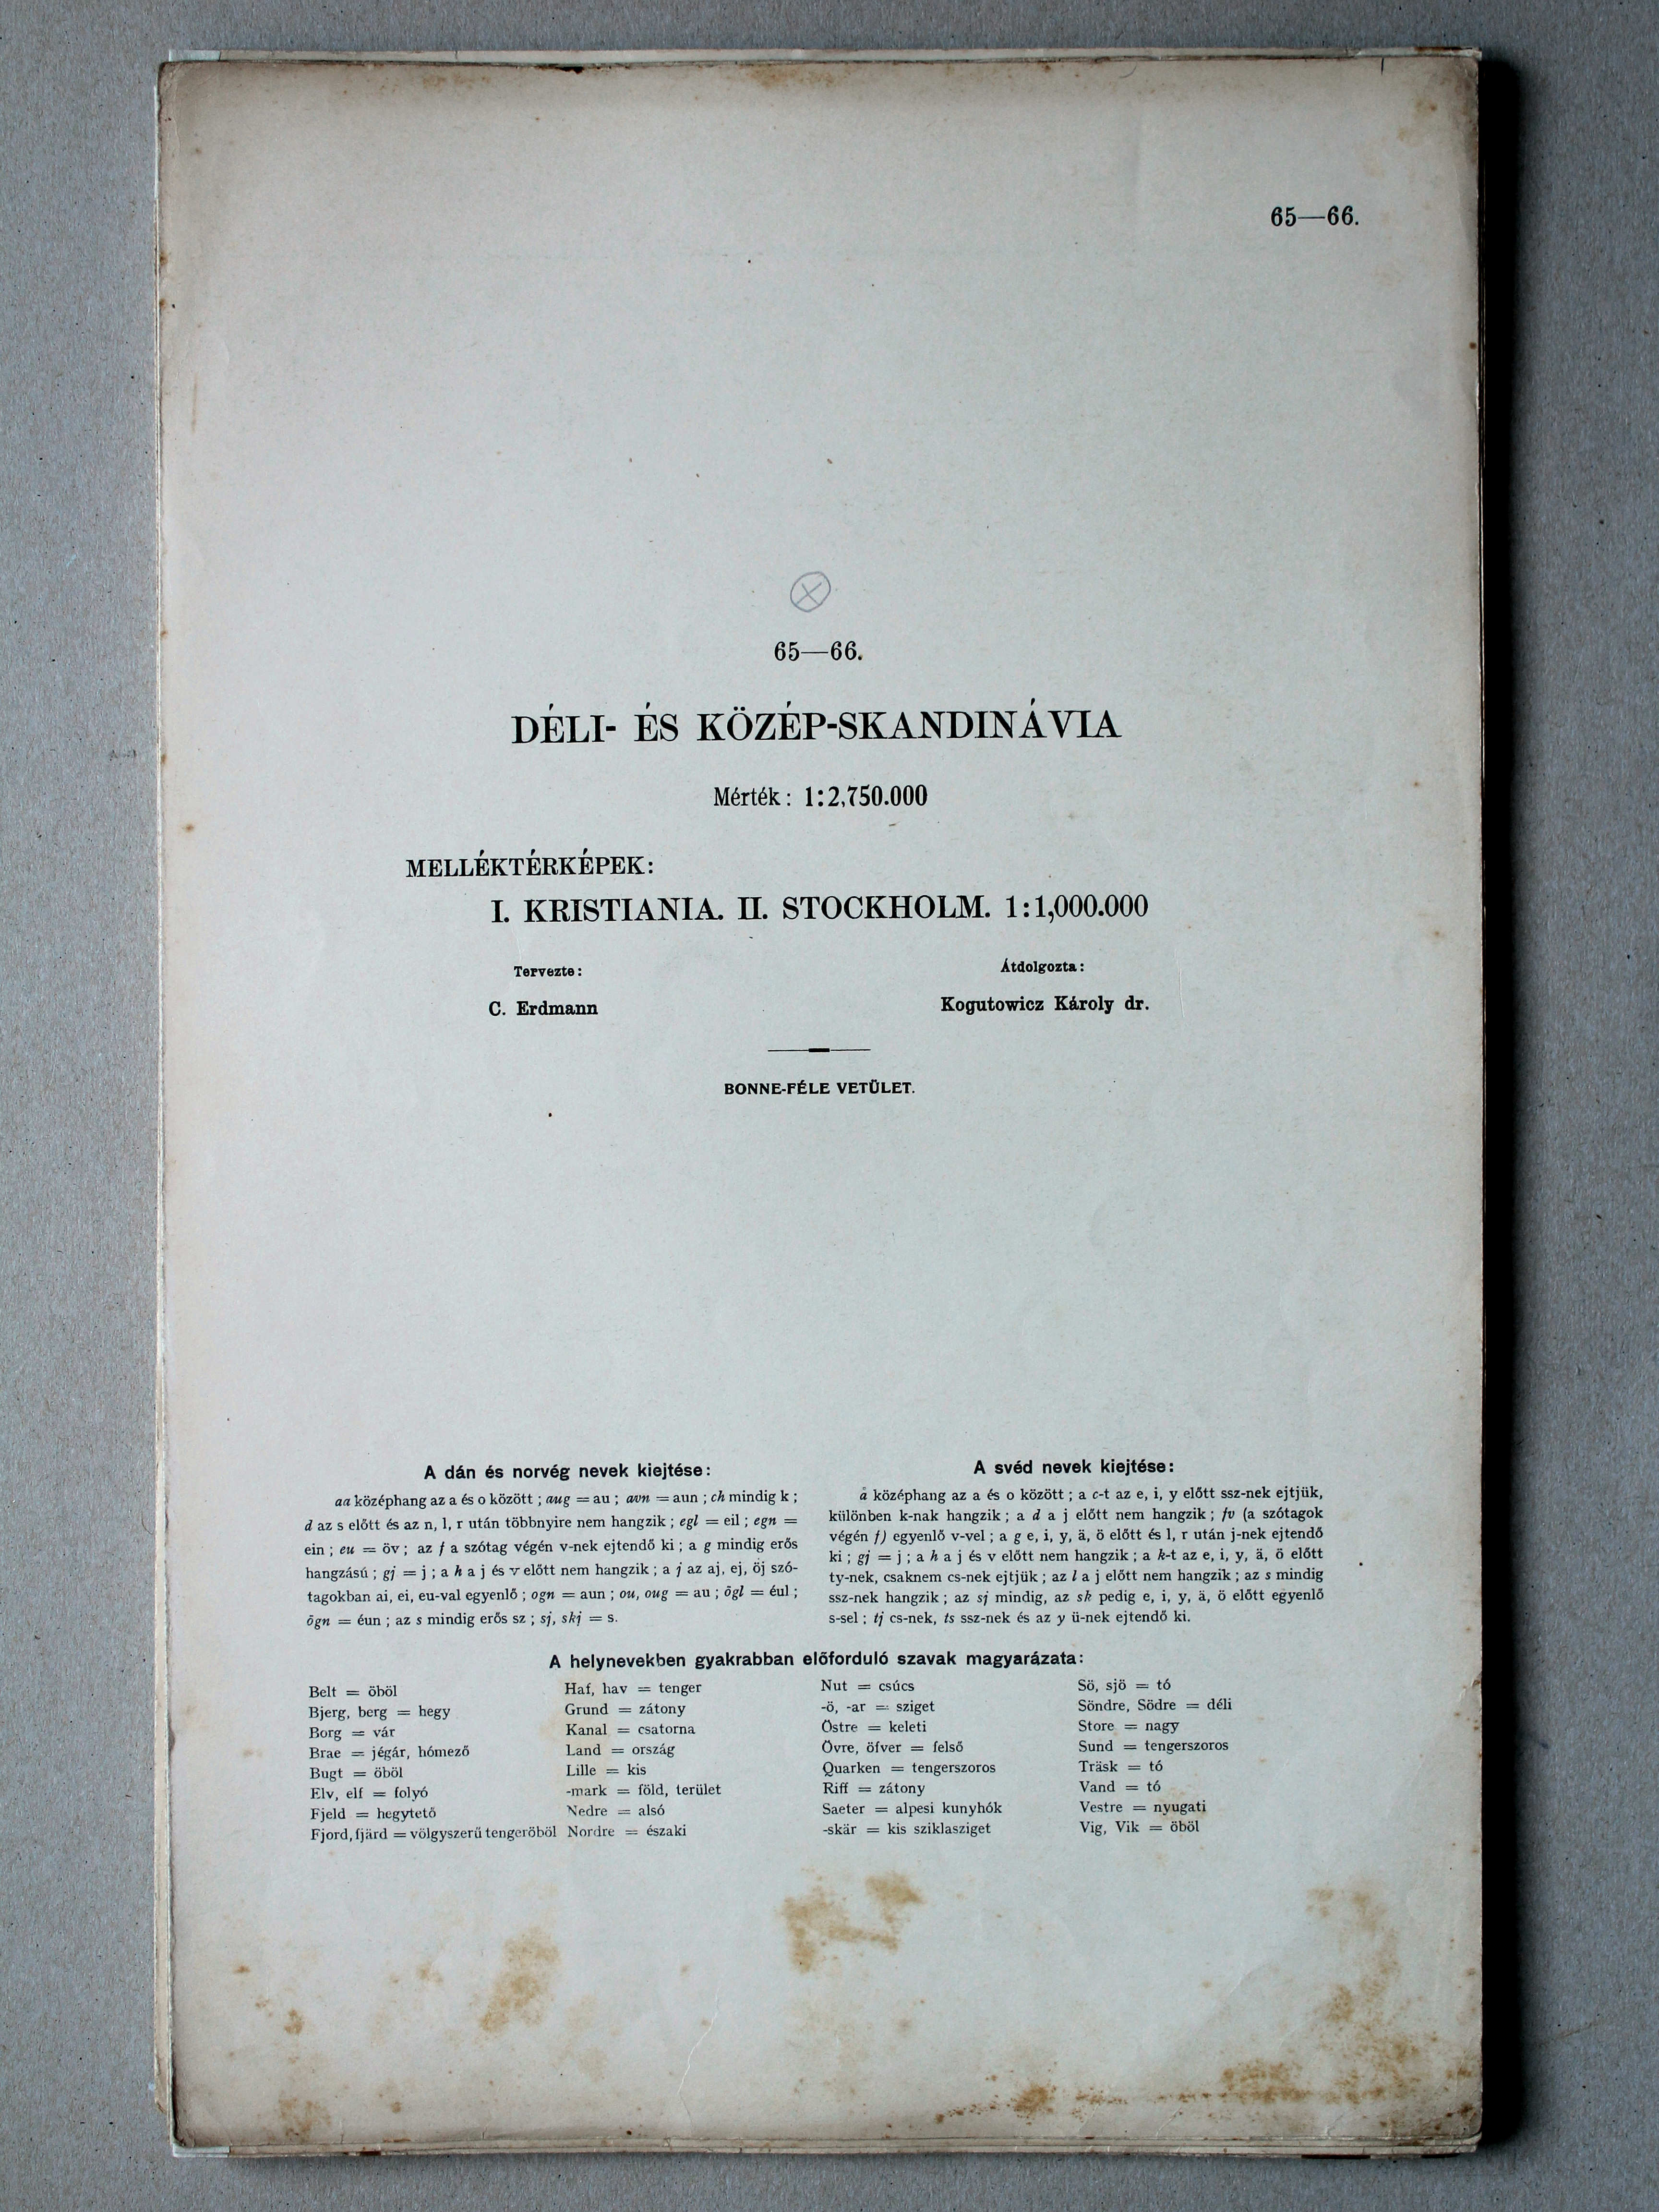 65—66.
65—66.
DÉLI- ÉS KÖZÉP-SKANDINÁVIA
Mérték: 1:2,750.000
MELLÉKTÉRKÉPEK:
I. KRISTIANIA. II. STOCKHOLM. 1:1,000.000
Tervezte:
C. Erdmann
Átdolgozta:
Kogutowicz Károly dr.
BONNE-FÉLE VETÜLET.
A dán és norvég nevek kiejtése:
aa középhang az a és o között; aug = au; avn = aun; ch mindig k;
d az s előtt és az n, l, r után többnyire nem hangzik; egl = eil; egn =
ein; eu = öv; az f a szótag végén v-nek ejtendő ki; a g mindig erős
hangzású; gj = j; a h a j és v előtt nem hangzik; a j az aj, ej, öj szó-
tagokban ai, ei, eu-val egyenlő; ogn = aun; ou, oug = au; ögl = éul;
ögn = éun; az s mindig erős sz; sj, skj = s.
A svéd nevek kiejtése:
å középhang az a és o között; a c-t az e, i, y előtt ssz-nek ejtjük,
különben k-nak hangzik; a d a j előtt nem hangzik; fv (a szótagok
végén f) egyenlő v-vel; a g e, i, y, ä, ö előtt és l, r után j-nek ejtendő
ki; gj = j; a h a j és v előtt nem hangzik; a k-t az e, i, y, ä, ö előtt
ty-nek, csaknem cs-nek ejtjük; az l a j előtt nem hangzik; az s mindig
ssz-nek hangzik; az sj mindig, az sk pedig e, i, y, ä, ö előtt egyenlő
s-sel; tj cs-nek, ts ssz-nek és az y ü-nek ejtendő ki.
A helynevekben gyakrabban előforduló szavak magyarázata:
Belt = öböl
Bjerg, berg = hegy
Borg = vár
Brae = jégár, hómező
Bugt = öböl
Elv, elf = folyó
Fjeld = hegytető
Fjord, fjärd = völgyszerű tengeröböl
Haf, hav = tenger
Grund = zátony
Kanal = csatorna
Land = ország
Lille = kis
-mark = föld, terület
Nedre = alsó
Nordre = északi
Nut = csúcs
-ö, -ar = sziget
Östre = keleti
Övre, öfver = felső
Quarken = tengerszoros
Riff = zátony
Saeter = alpesi kunyhók
-skär = kis sziklasziget
Sö, sjö = tó
Söndre, Södre = déli
Store = nagy
Sund = tengerszoros
Träsk = tó
Vand = tó
Vestre = nyugati
Vig, Vik = öböl